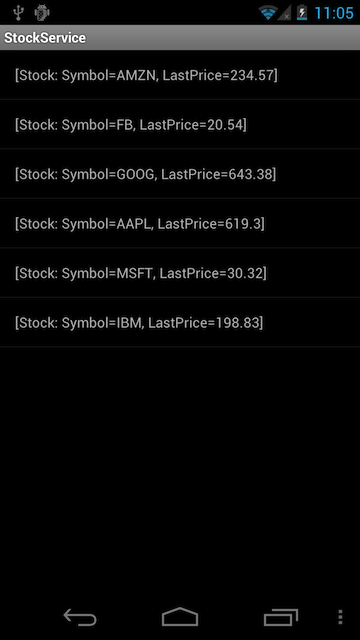 11:05
StockService
[Stock: Symbol=AMZN, LastPrice=234.57]
[Stock: Symbol=FB, LastPrice=20.54]
[Stock: Symbol=GOOG, LastPrice=643.38]
[Stock: Symbol=AAPL, LastPrice=619.3]
[Stock: Symbol=MSFT, LastPrice=30.32]
[Stock: Symbol=IBM, LastPrice=198.83]